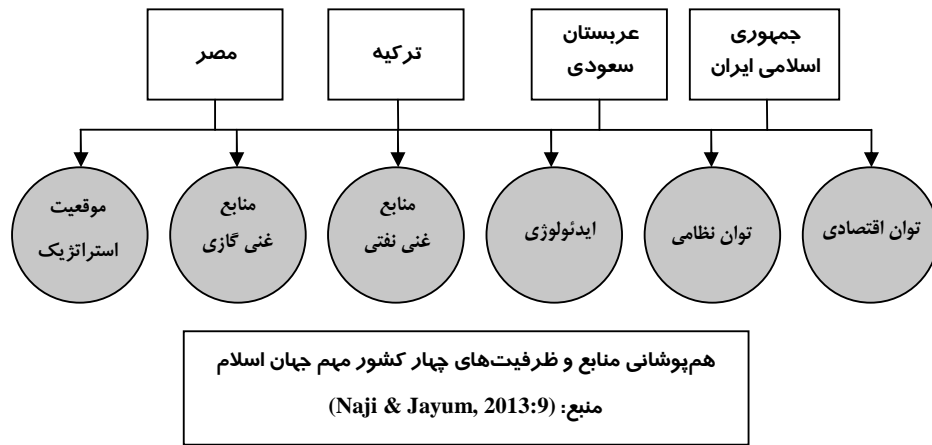 جمهوری
اسلامی ایران
عربستان
سعودی
ترکیه
مصر
توان اقتصادی
توان نظامی
ایدئولوژی
منابع
غنی نفتی
منابع
غنی گازی
موقعیت
استراتژیک
هم‌پوشانی منابع و ظرفیت‌های چهار کشور مهم جهان اسلام
منبع: (Naji & Jayum, 2013:9)